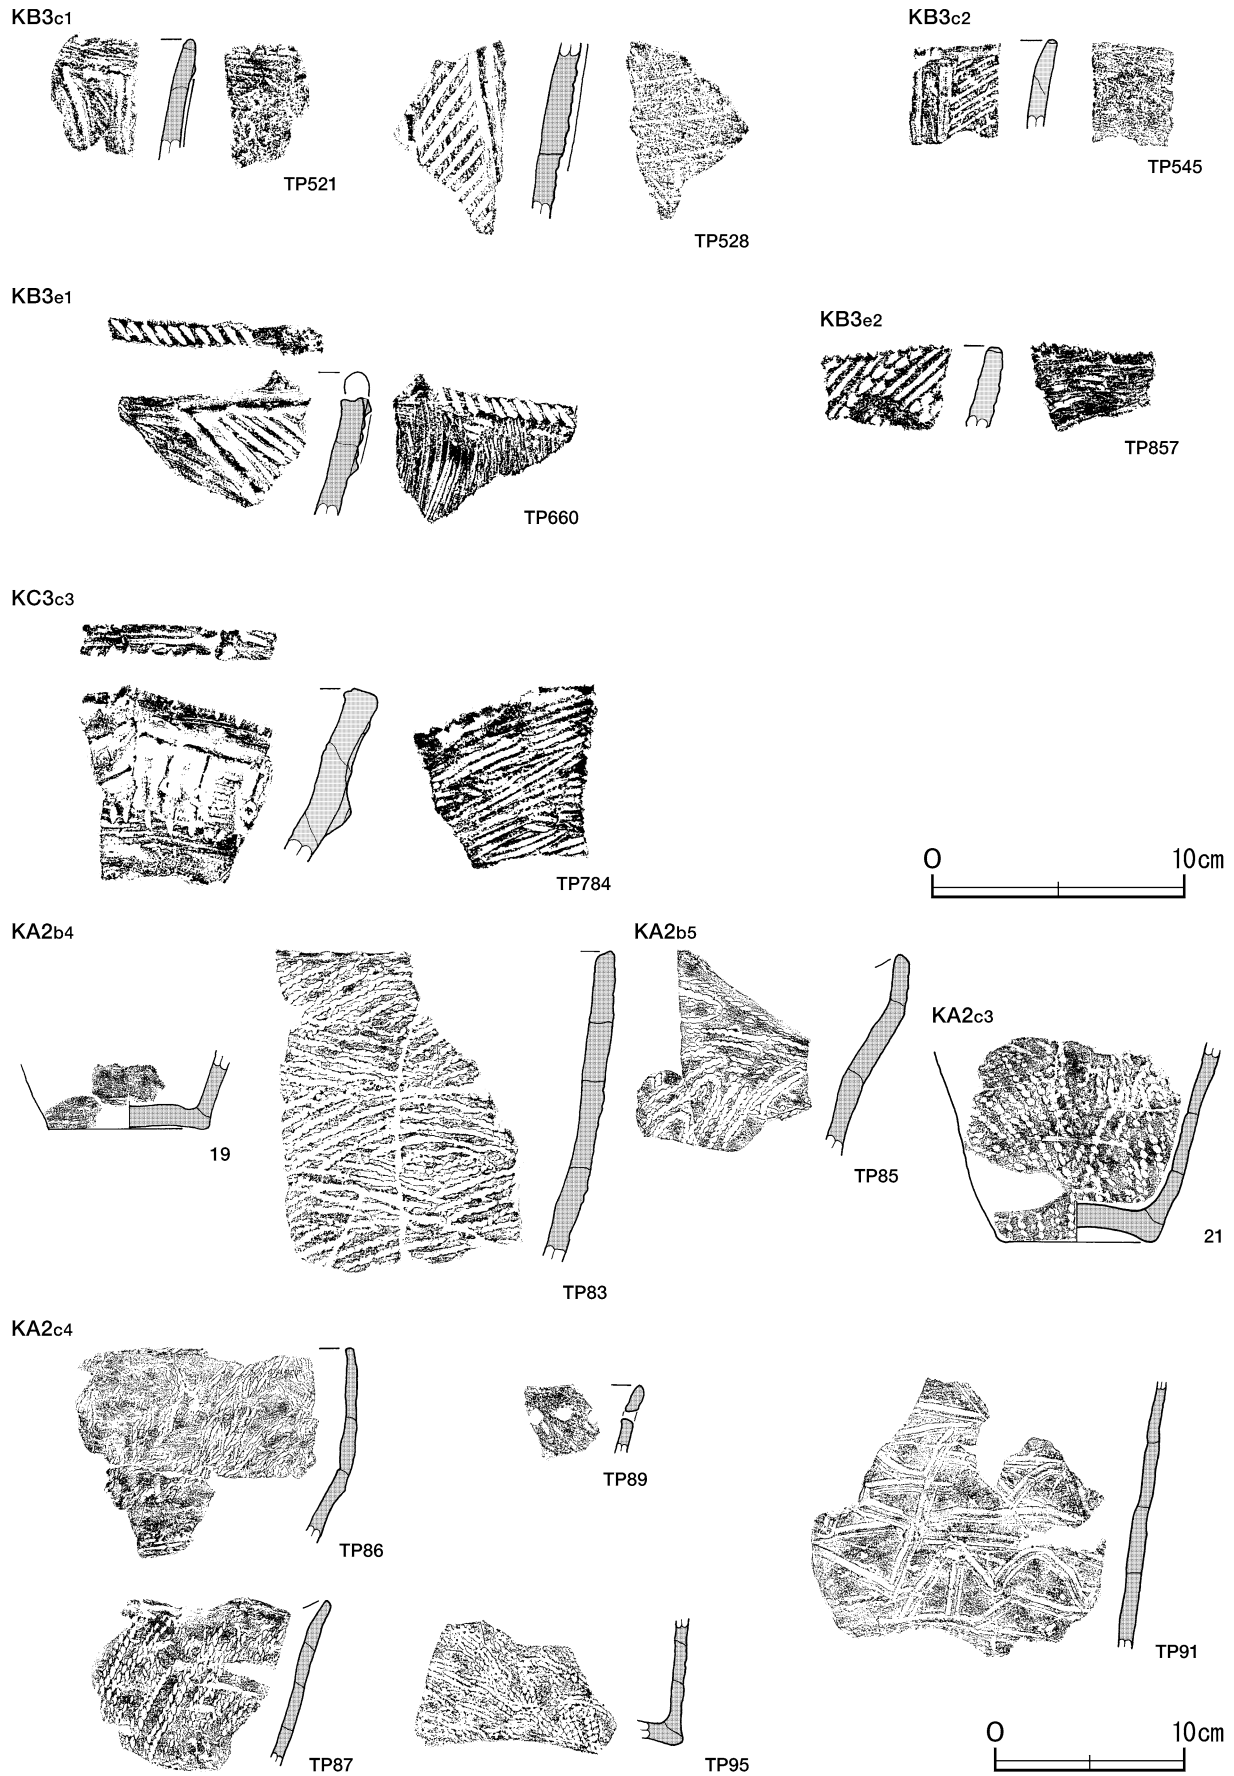 KB3c1
KB3c2
TP521
TP528
TP545
KB3e1
KB3e2
TP660
TP857
KC3c3
TP784
0 10cm
KA2b4
KA2b5
KA2c3
19
TP83
TP85
21
KA2c4
TP86
TP89
TP91
TP87
TP95
0 10cm